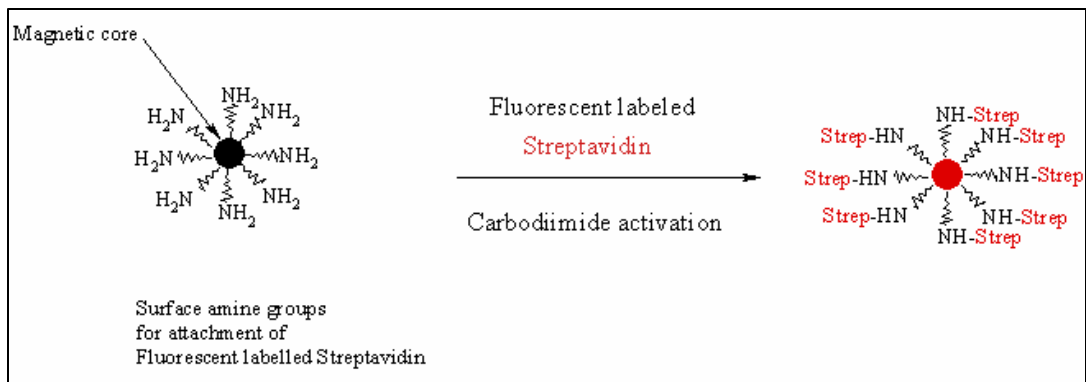 Magnetic core
H₂N
NH₂
NH₂
H₂N
NH₂
H₂N
NH₂
NH₂
Fluorescent labeled
Streptavidin
Carbodiimide activation
NH-Strep
Strep-HN
NH-Strep
Strep-HN
NH-Strep
Strep-HN
NH-Strep
NH-Strep
Surface amine groups
for attachment of
Fluorescent labelled Streptavidin